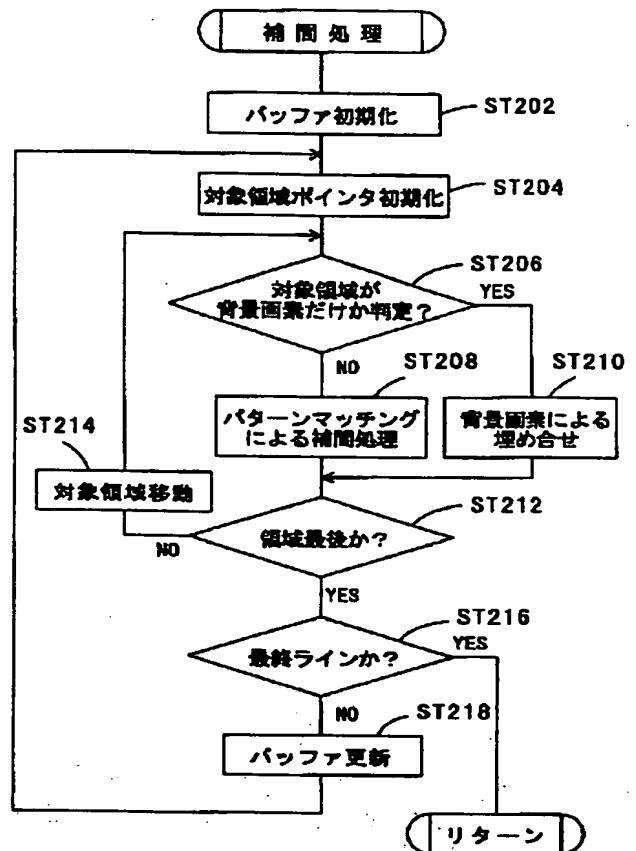 補間処理
バッファ初期化
ST202
対象領域ポインタ初期化
ST204
ST206
対象領域が
背景画素だけか判定？
YES
NO
ST208
ST210
パターンマッチング
による補間処理
背景画素による
埋め合せ
ST214
対象領域移動
ST212
領域最後か？
NO
YES
ST216
最終ラインか？
YES
NO
ST218
バッファ更新
リターン